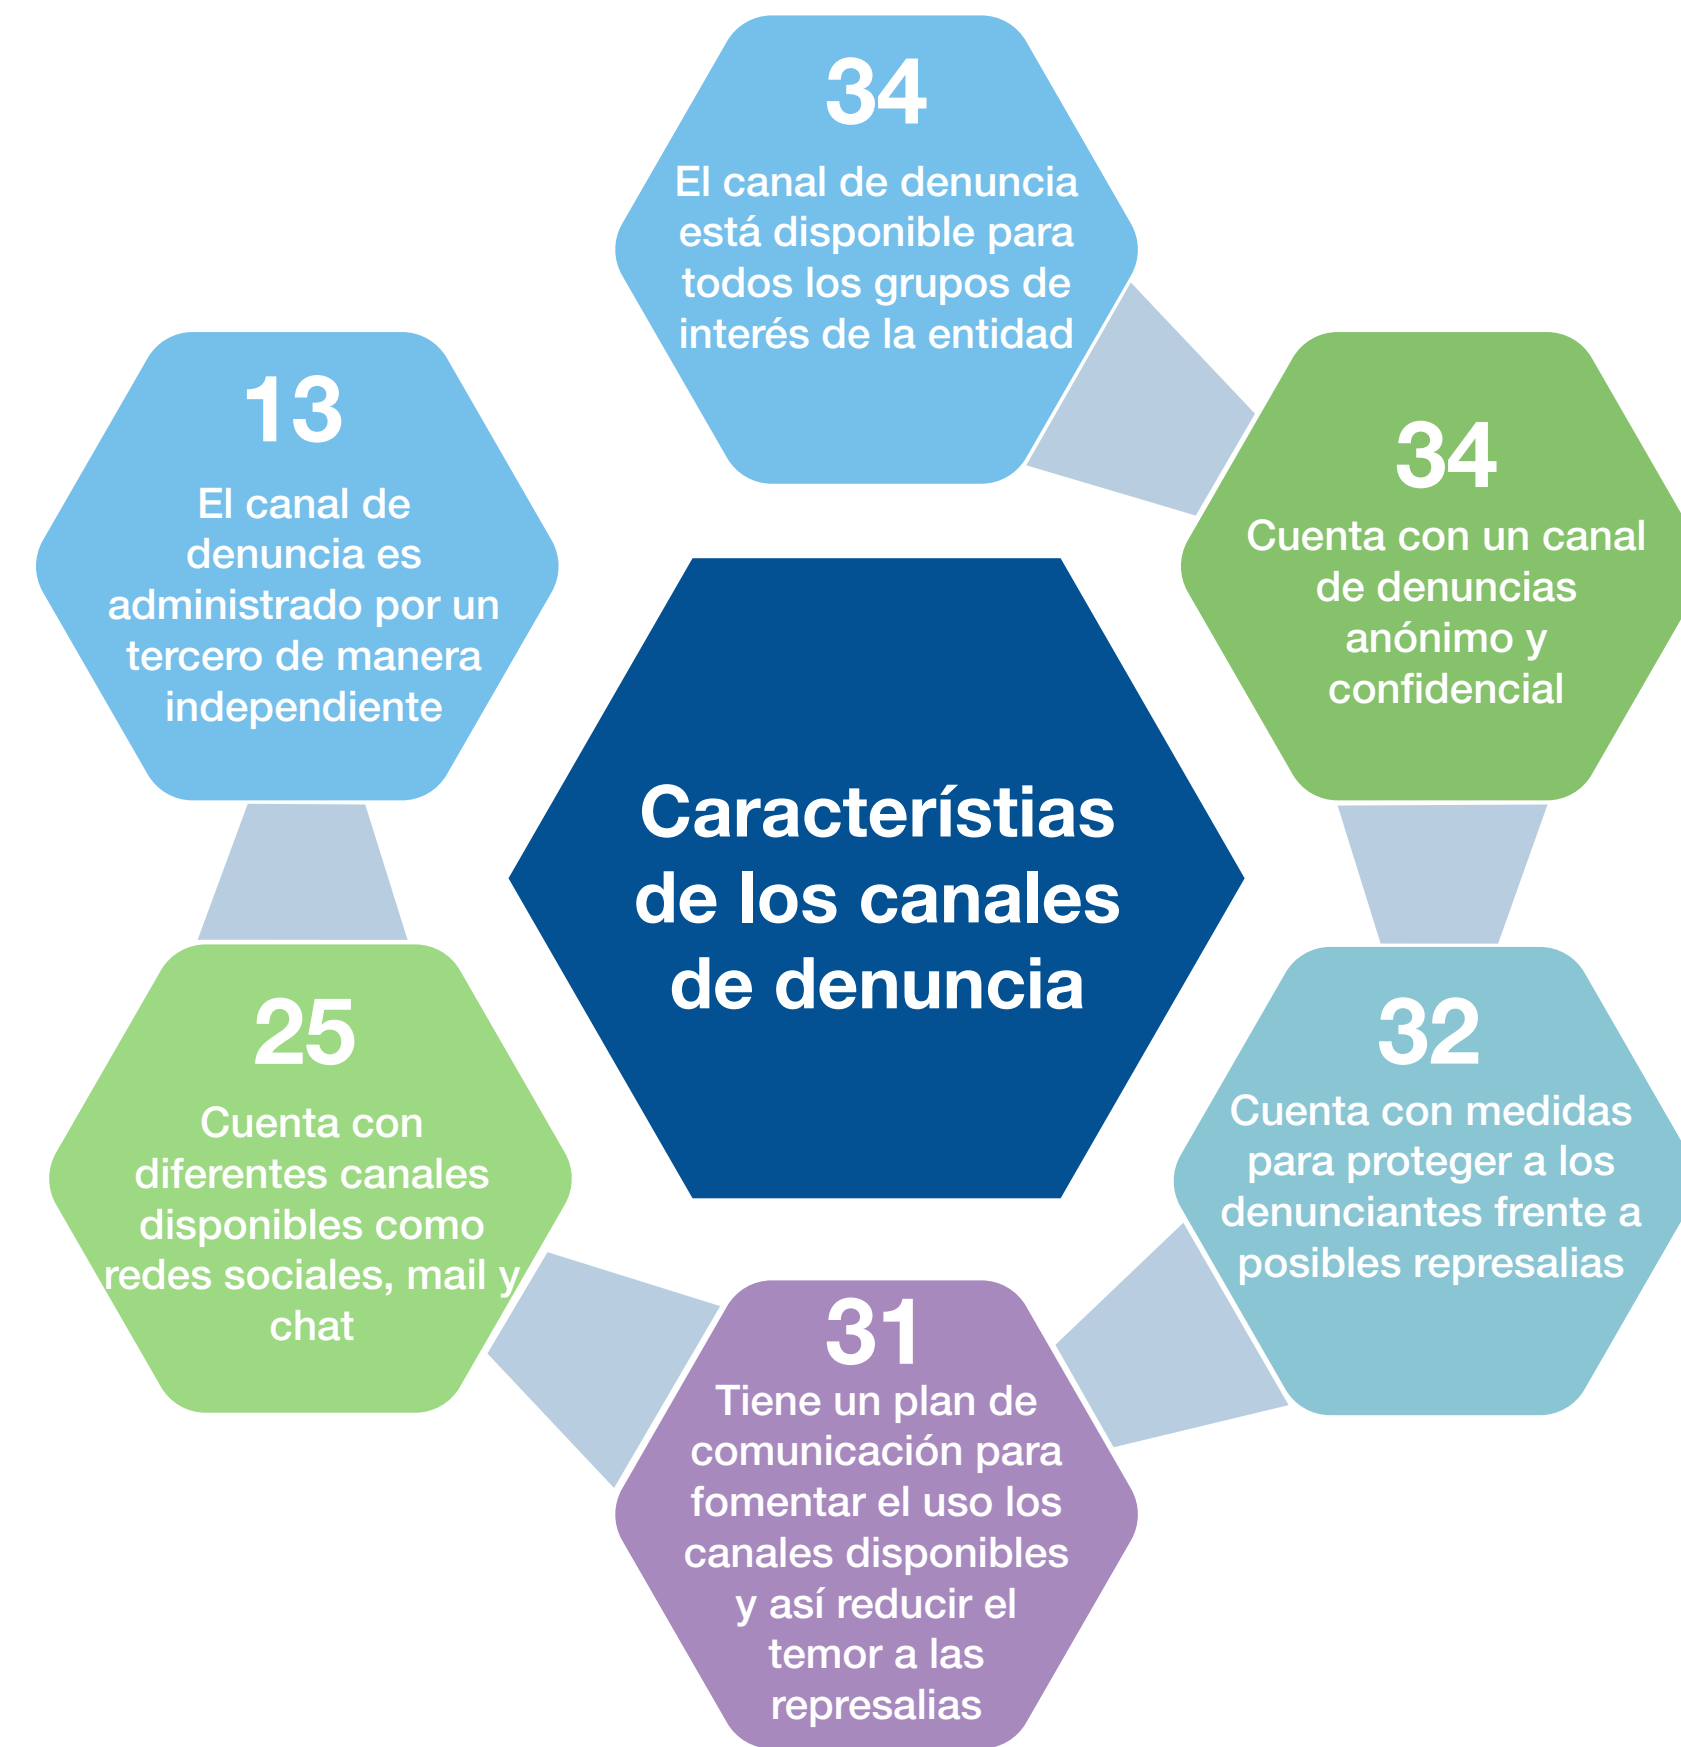 34
El canal de denuncia
está disponible para
todos los grupos de
interés de la entidad
34
Cuenta con un canal
de denuncias
anónimo y
confidencial
32
Cuenta con medidas
para proteger a los
denunciantes frente a
posibles represalias
31
Tiene un plan de
comunicación para
fomentar el uso los
canales disponibles
y así reducir el
temor a las
represalias
25
Cuenta con
diferentes canales
disponibles como
redes sociales, mail y
chat
13
El canal de
denuncia es
administrado por un
tercero de manera
independiente
Característias
de los canales
de denuncia